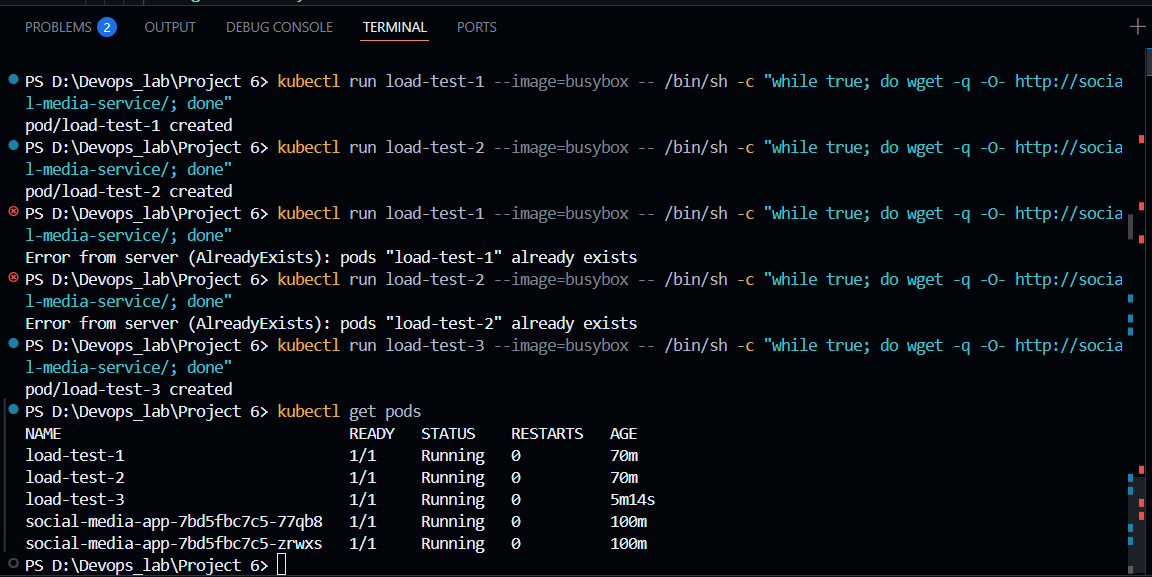 PROBLEMS 2 OUTPUT DEBUG CONSOLE TERMINAL PORTS
PS D:\Devops_lab\Project 6> kubectl run load-test-1 --image=busybox -- /bin/sh -c "while true; do wget -q -O- http://socia
l-media-service/; done"
pod/load-test-1 created
PS D:\Devops_lab\Project 6> kubectl run load-test-2 --image=busybox -- /bin/sh -c "while true; do wget -q -O- http://socia
l-media-service/; done"
pod/load-test-2 created
PS D:\Devops_lab\Project 6> kubectl run load-test-1 --image=busybox -- /bin/sh -c "while true; do wget -q -O- http://socia
l-media-service/; done"
Error from server (AlreadyExists): pods "load-test-1" already exists
PS D:\Devops_lab\Project 6> kubectl run load-test-2 --image=busybox -- /bin/sh -c "while true; do wget -q -O- http://socia
l-media-service/; done"
Error from server (AlreadyExists): pods "load-test-2" already exists
PS D:\Devops_lab\Project 6> kubectl run load-test-3 --image=busybox -- /bin/sh -c "while true; do wget -q -O- http://socia
l-media-service/; done"
pod/load-test-3 created
PS D:\Devops_lab\Project 6> kubectl get pods
NAME READY STATUS RESTARTS AGE
load-test-1 1/1 Running 0 70m
load-test-2 1/1 Running 0 70m
load-test-3 1/1 Running 0 5m14s
social-media-app-7bd5fbc7c5-77qb8 1/1 Running 0 100m
social-media-app-7bd5fbc7c5-zrwxs 1/1 Running 0 100m
PS D:\Devops_lab\Project 6>